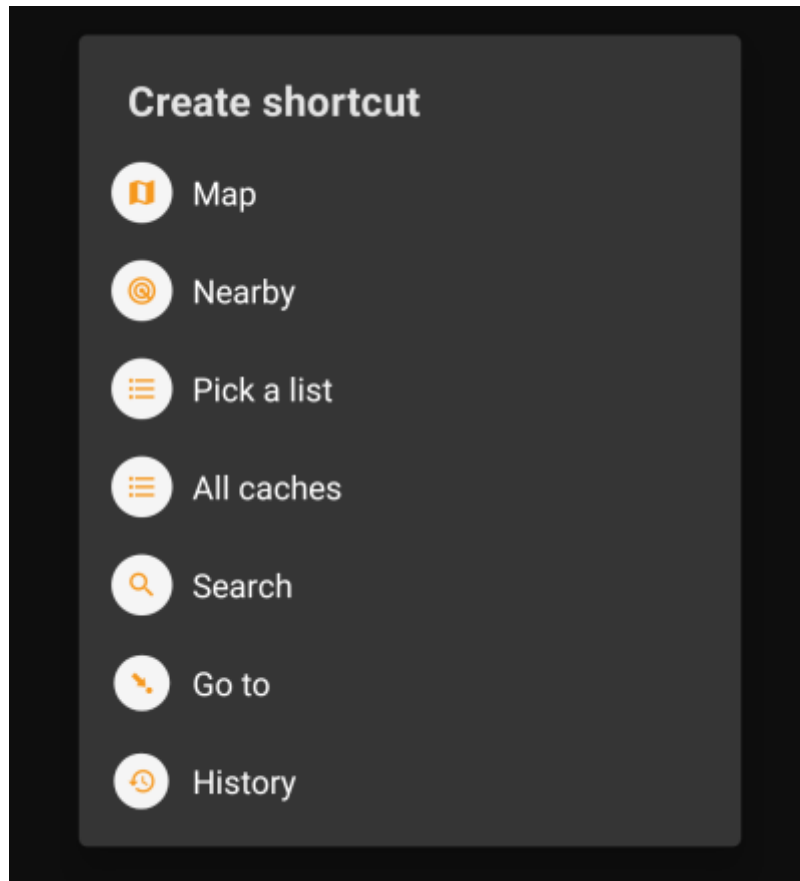 Create shortcut
Map
Nearby
Pick a list
All caches
Search
Go to
History